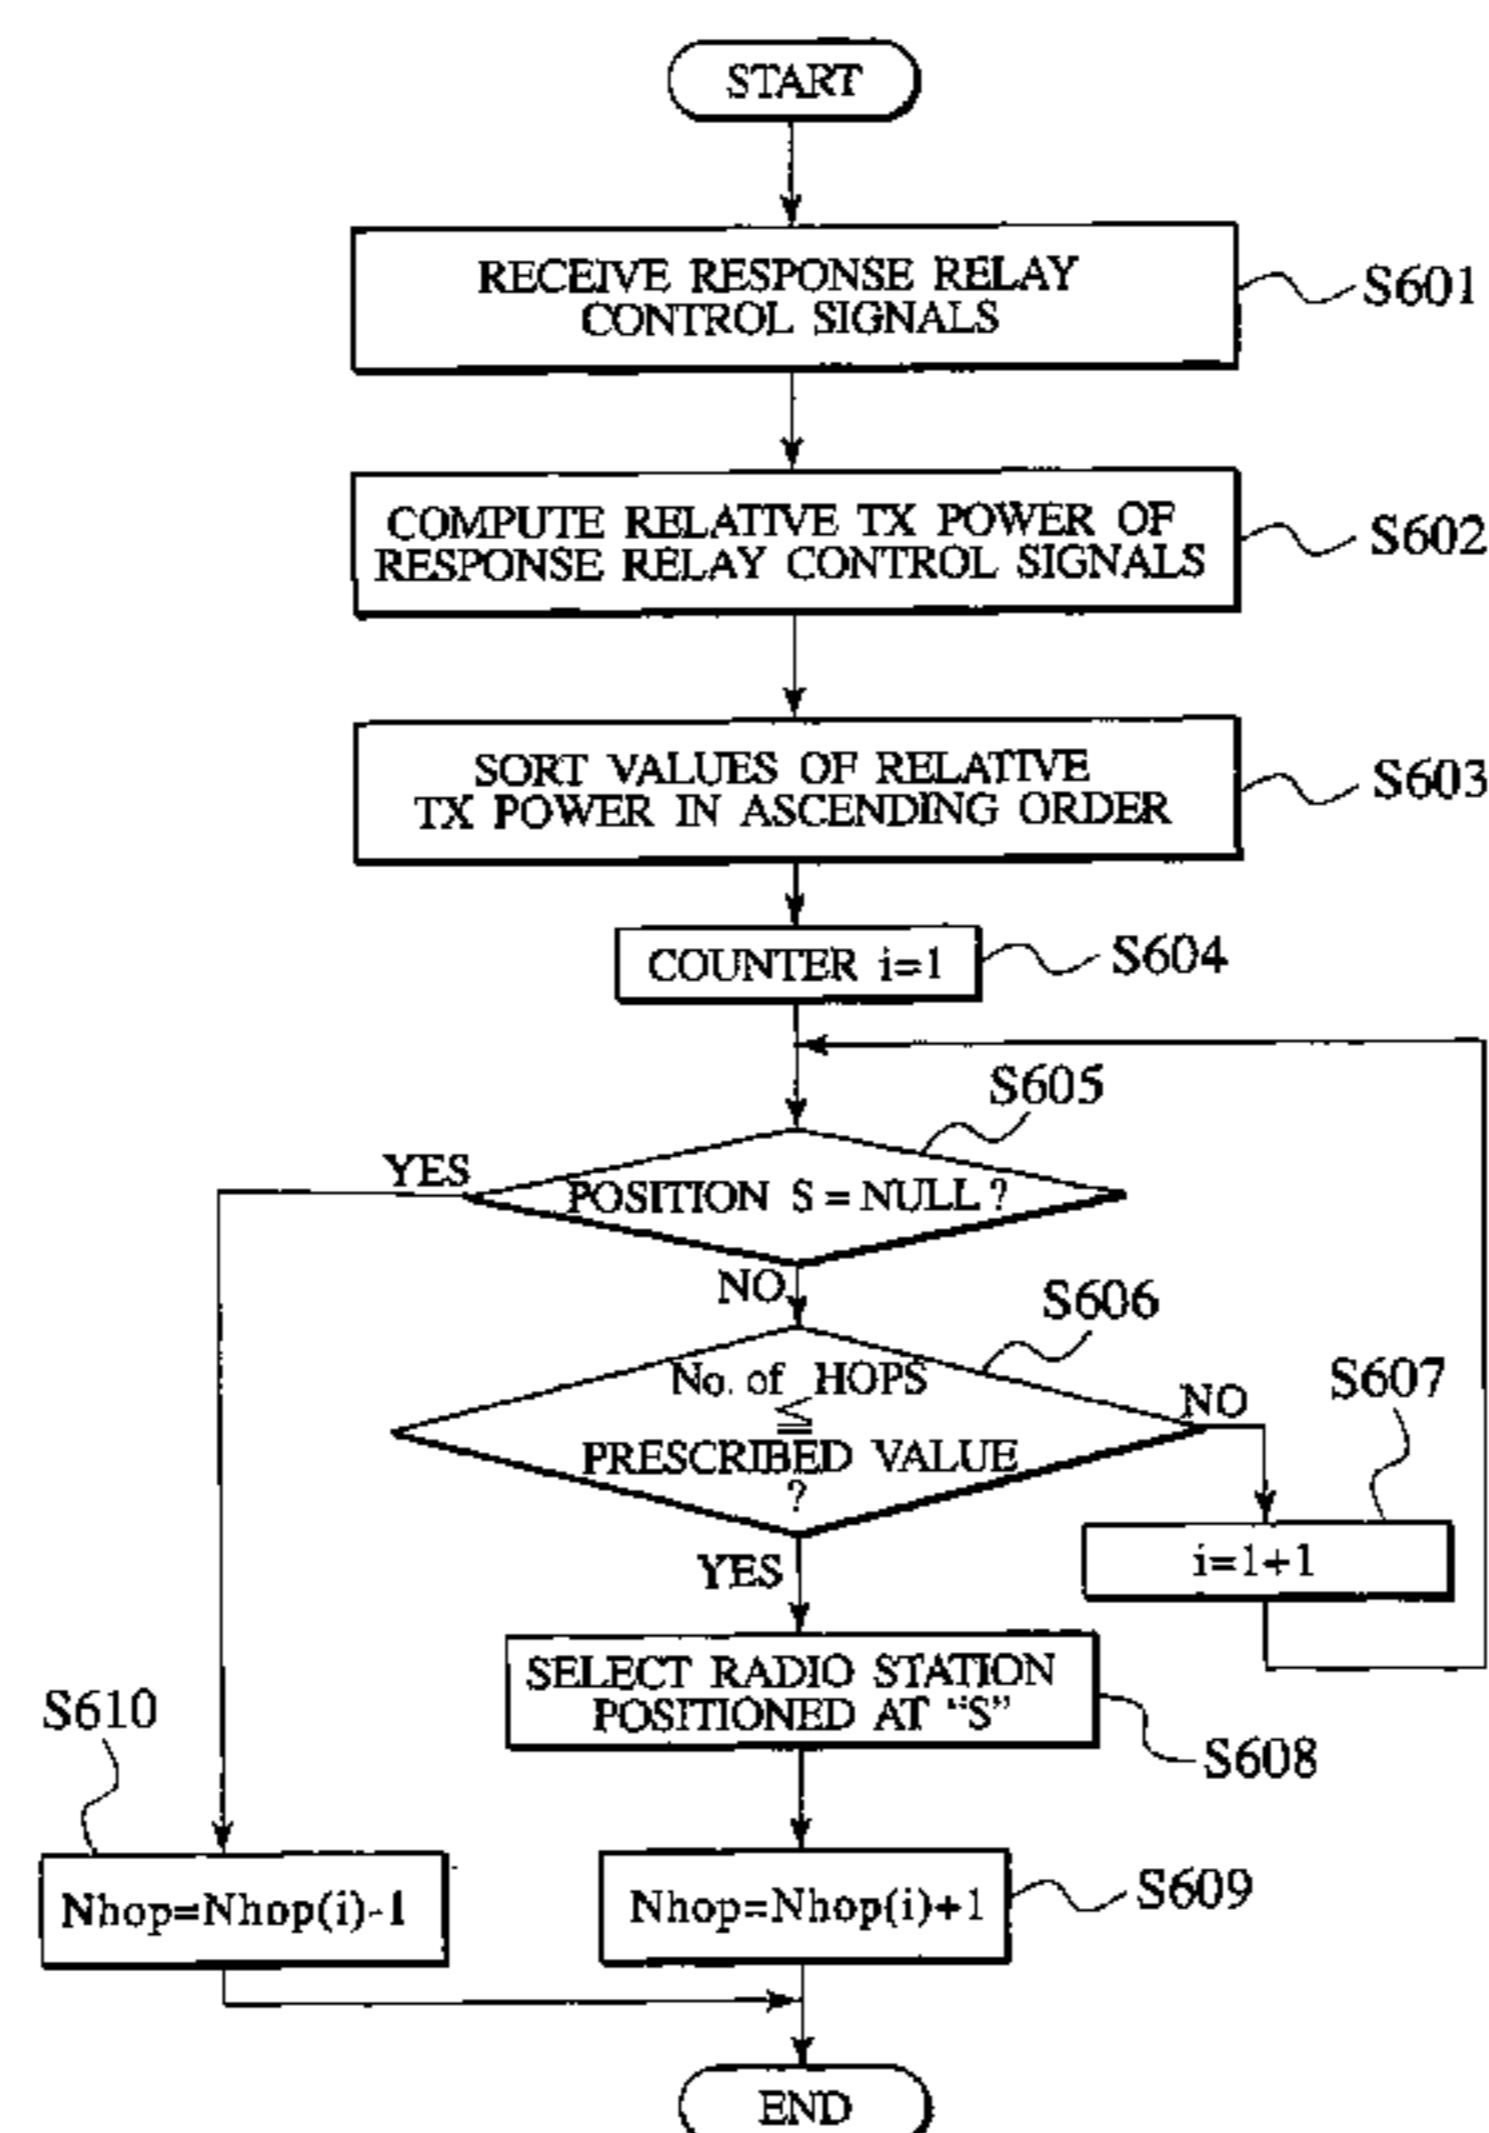 START
RECEIVE RESPONSE RELAY
CONTROL SIGNALS
S601
COMPUTE RELATIVE TX POWER OF
RESPONSE RELAY CONTROL SIGNALS
S602
SORT VALUES OF RELATIVE
TX POWER IN ASCENDING ORDER
S603
COUNTER i=1
S604
S605
YES
POSITION S = NULL ?
NO
S606
No. of HOPS
≦
PRESCRIBED VALUE
?
NO
S607
YES
i=1+1
SELECT RADIO STATION
POSITIONED AT “S”
S608
S610
Nhop=Nhop(i)-1
Nhop=Nhop(i)+1
S609
END